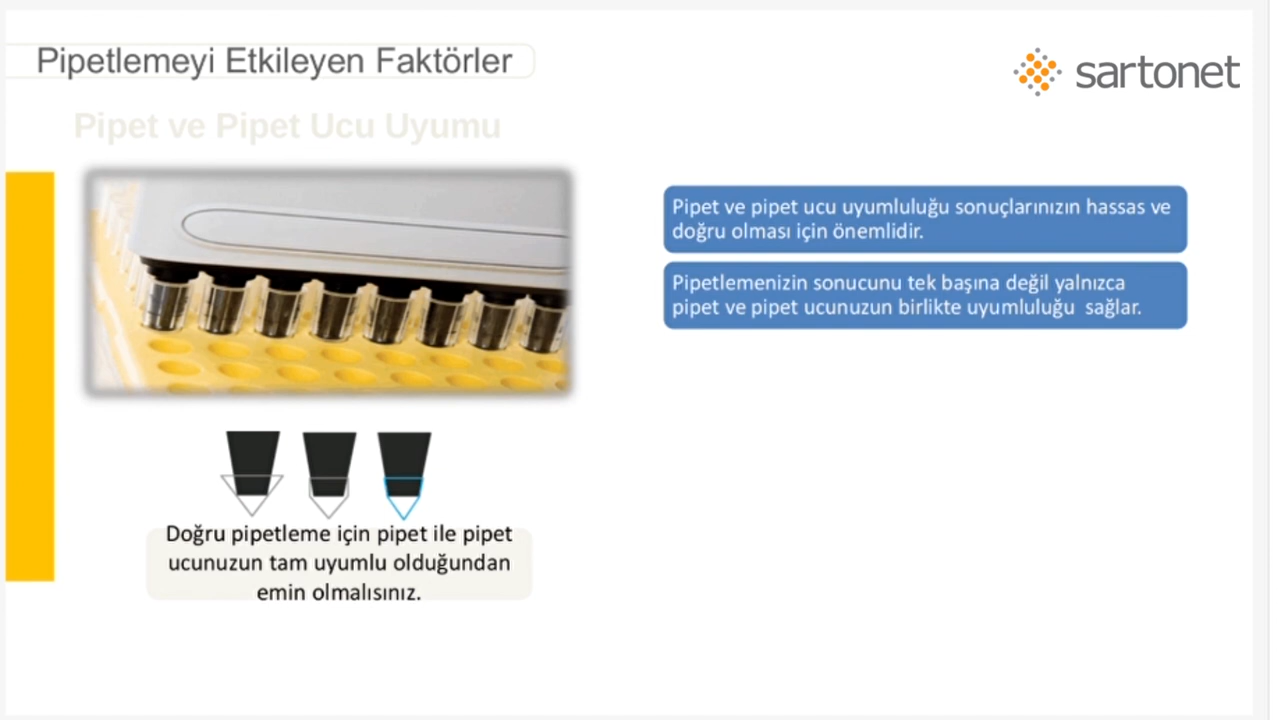 Pipetlemeyi Etkileyen Faktörler
sartonet
Pipet ve Pipet Ucu Uyumu
Pipet ve pipet ucu uyumluluğu sonuçlarınızın hassas ve
doğru olması için önemlidir.
Pipetlemenizin sonucunu tek başına değil yalnızca
pipet ve pipet ucunuzun birlikte uyumluluğu  sağlar.
Doğru pipetleme için pipet ile pipet
ucunuzun tam uyumlu olduğundan
emin olmalısınız.